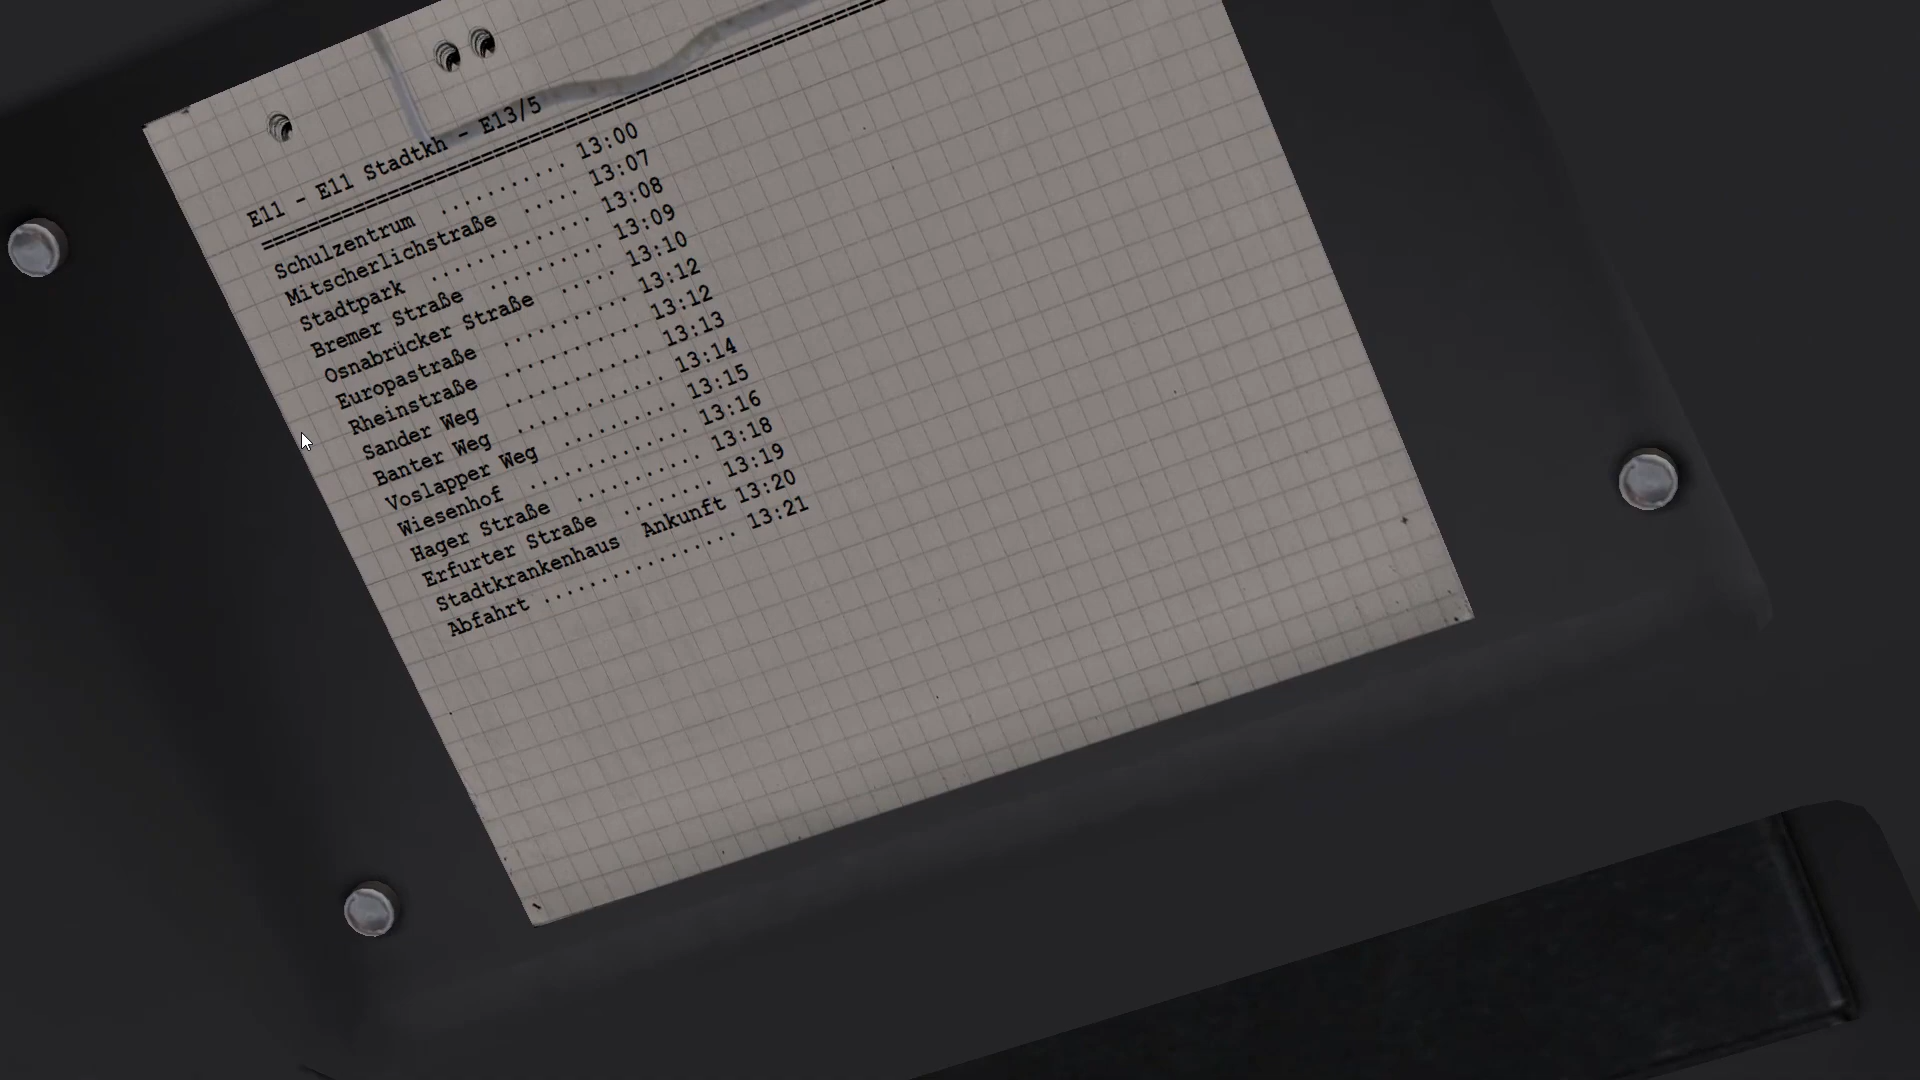 E11 - E11 Stadtkh - E13/5
==================================================
Schulzentrum .......... 13:00
Mitscherlichstraße ..... 13:07
Stadtpark ............. 13:08
Bremer Straße ......... 13:09
Osnabrücker Straße ..... 13:10
Europastraße .......... 13:12
Rheinstraße ........... 13:12
Sander Weg ............ 13:13
Banter Weg ............ 13:14
Voslapper Weg ......... 13:15
Wiesenhof ............. 13:16
Hager Straße .......... 13:18
Erfurter Straße ....... 13:19
Stadtkrankenhaus Ankunft 13:20
Abfahrt ................. 13:21